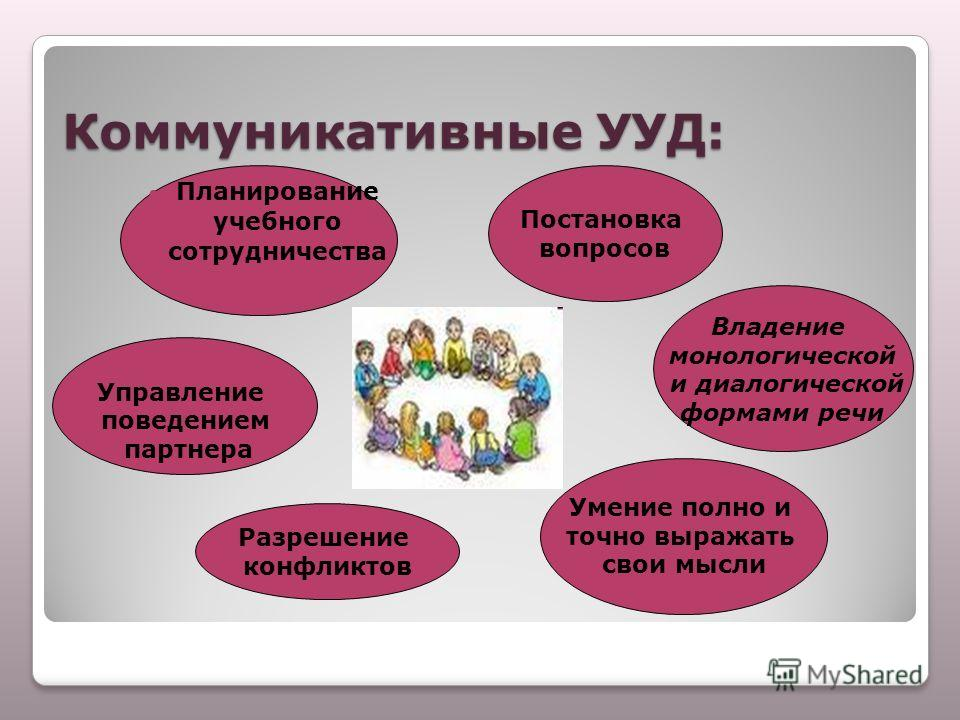 Коммуникативные УУД:
Планирование
учебного
сотрудничества
Постановка
вопросов
Владение
монологической
и диалогической
формами речи
Управление
поведением
партнера
Умение полно и
точно выражать
свои мысли
Разрешение
конфликтов
MyShared